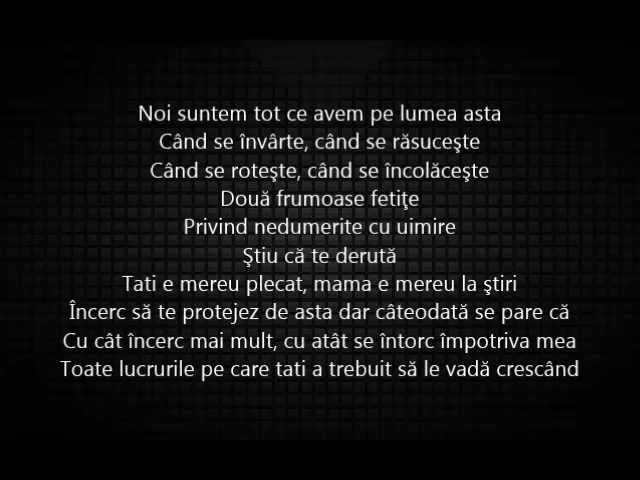 Noi suntem tot ce avem pe lumea asta
Când se învârte, când se răsuceşte
Când se roteşte, când se încolăceşte
Două frumoase fetiţe
Privind nedumerite cu uimire
Ştiu că te derută
Tati e mereu plecat, mama e mereu la ştiri
Încerc să te protejez de asta dar câteodată se pare că
Cu cât încerc mai mult, cu atât se întorc împotriva mea
Toate lucrurile pe care tati a trebuit să le vadă crescând